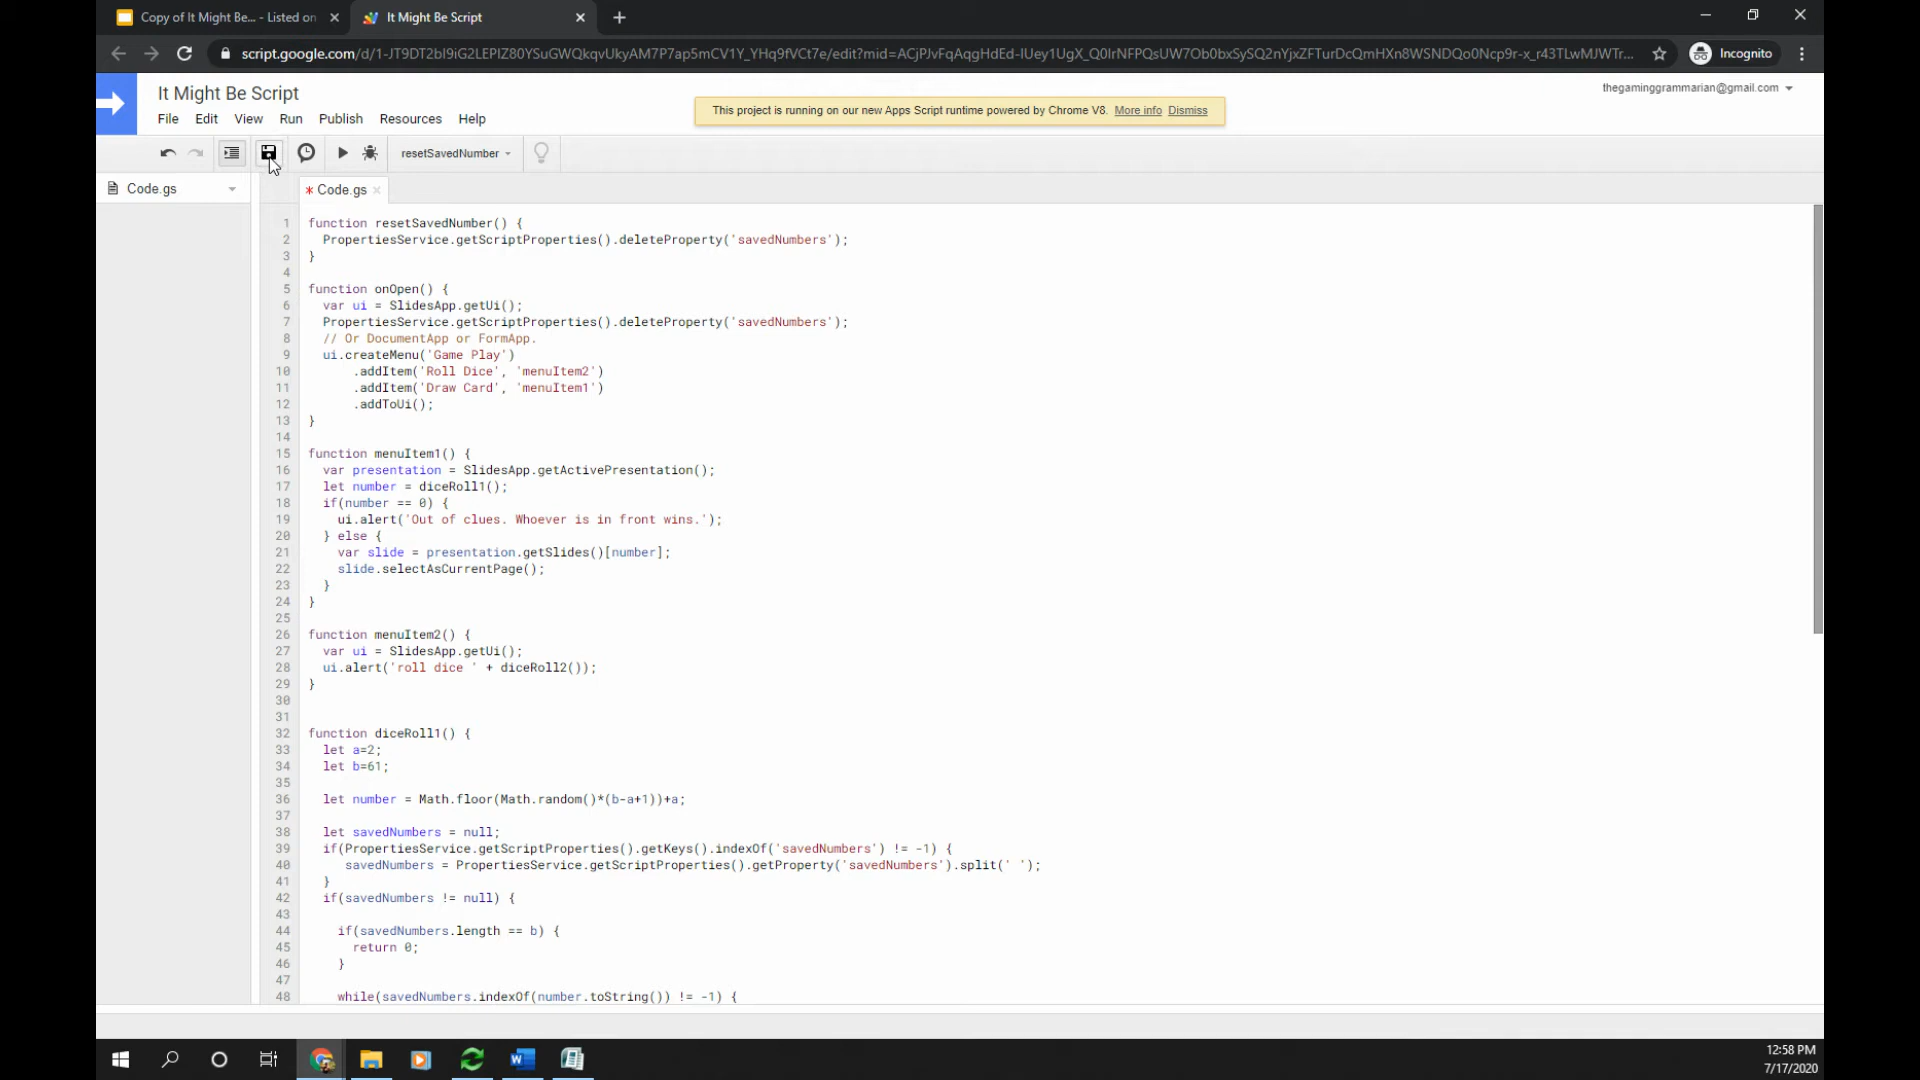 Copy of It Might Be... - Listed on
It Might Be Script
script.google.com/d/1-JT9DT2bI9iG2LEPIZ80YSuGWQkqvUkyAM7P7ap5mCV1Y_YHq9fVCt7e/edit?mid=ACjPJvFqAqgHdEd-IUey1UgX_Q0IrNFPQsUW7Ob0bxSySQ2nYjxZFTurDcQmHXn8WSNDQo0Ncp9r-x_r43TLwMJWTr...
Incognito
It Might Be Script
thegaminggrammarian@gmail.com
This project is running on our new Apps Script runtime powered by Chrome V8. More info Dismiss
File Edit View Run Publish Resources Help
resetSavedNumber
Code.gs
* Code.gs
1 function resetSavedNumber() {
2 PropertiesService.getScriptProperties().deleteProperty('savedNumbers');
3 }
4
5 function onOpen() {
6 var ui = SlidesApp.getUi();
7 PropertiesService.getScriptProperties().deleteProperty('savedNumbers');
8 // Or DocumentApp or FormApp.
9 ui.createMenu('Game Play')
10 .addItem('Roll Dice', 'menuItem2')
11 .addItem('Draw Card', 'menuItem1')
12 .addToUi();
13 }
14
15 function menuItem1() {
16 var presentation = SlidesApp.getActivePresentation();
17 let number = diceRoll1();
18 if(number == 0) {
19 ui.alert('Out of clues. Whoever is in front wins.');
20 } else {
21 var slide = presentation.getSlides()[number];
22 slide.selectAsCurrentPage();
23 }
24 }
25
26 function menuItem2() {
27 var ui = SlidesApp.getUi();
28 ui.alert('roll dice ' + diceRoll2());
29 }
30
31
32 function diceRoll1() {
33 let a=2;
34 let b=61;
35
36 let number = Math.floor(Math.random()*(b-a+1))+a;
37
38 let savedNumbers = null;
39 if(PropertiesService.getScriptProperties().getKeys().indexOf('savedNumbers') != -1) {
40 savedNumbers = PropertiesService.getScriptProperties().getProperty('savedNumbers').split(' ');
41 }
42 if(savedNumbers != null) {
43
44 if(savedNumbers.length == b) {
45 return 0;
46 }
47
48 while(savedNumbers.indexOf(number.toString()) != -1) {
12:58 PM
7/17/2020